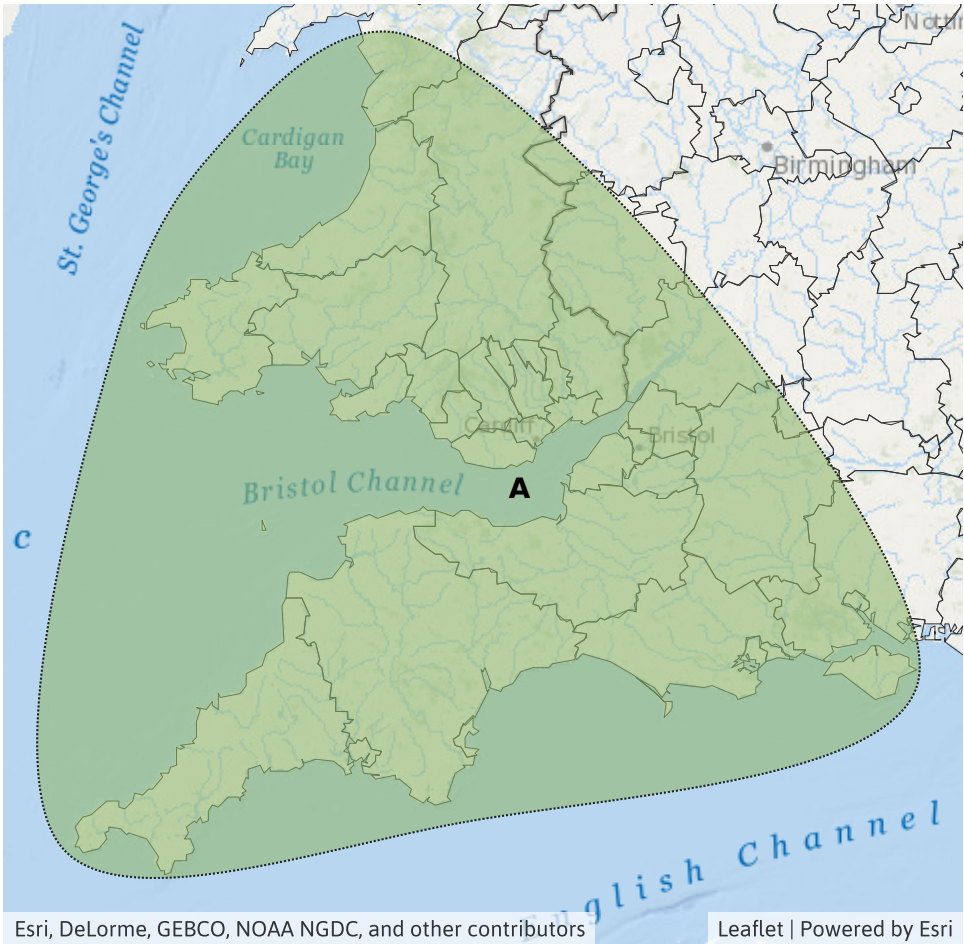 Nottin
St. George's Channel
Cardigan
Bay
Birmingham
Cardiff
Bristol
Bristol Channel
A
C
English Channel
Esri, DeLorme, GEBCO, NOAA NGDC, and other contributors
Leaflet | Powered by Esri